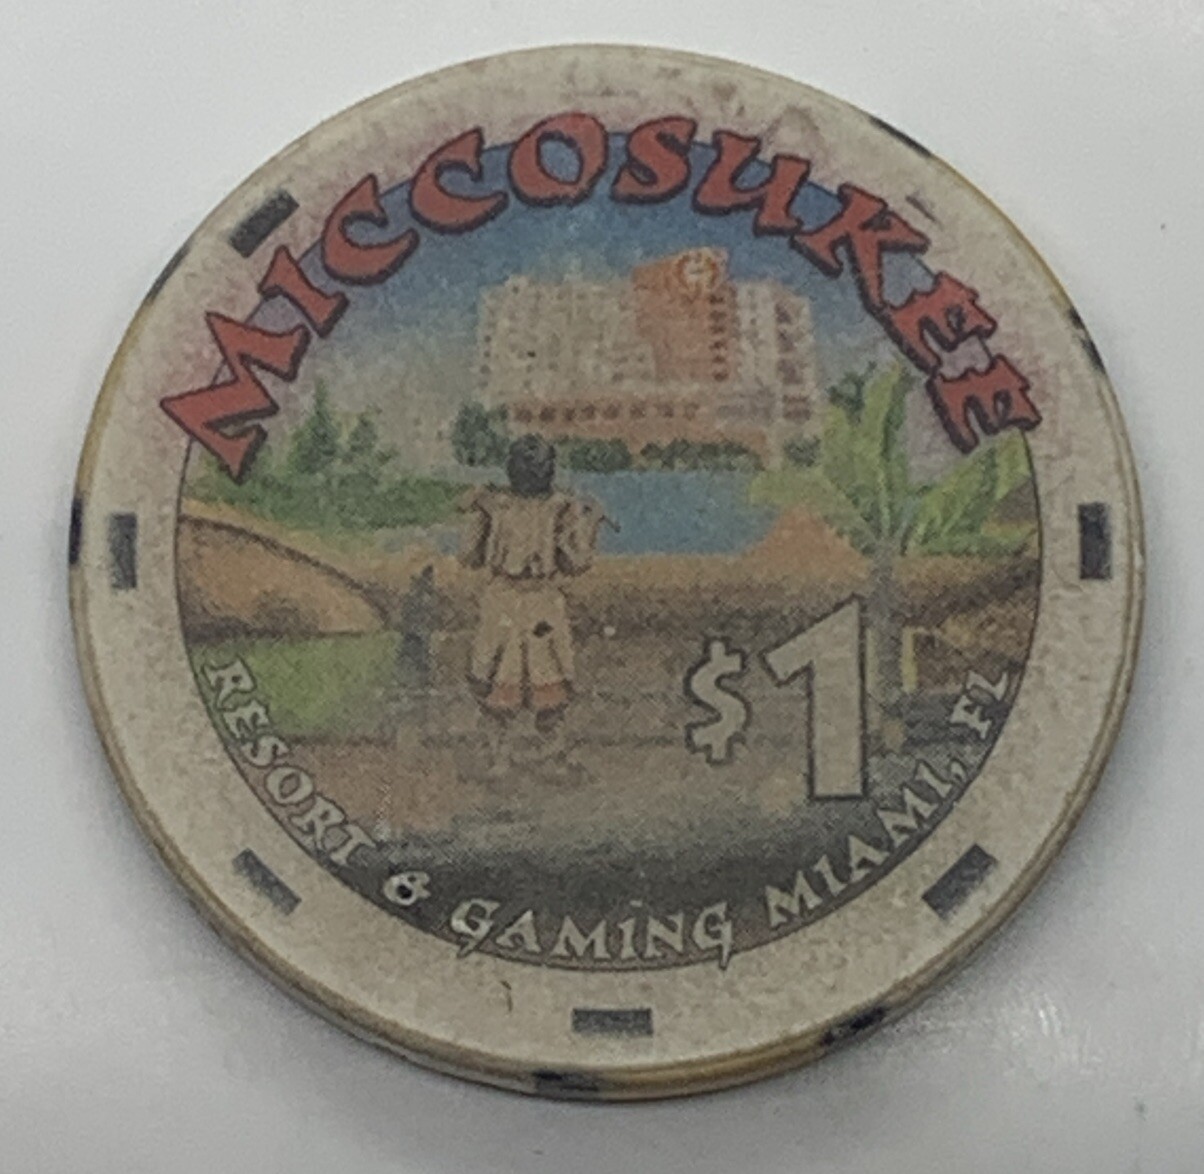 MICCOSUKEE
$1
RESORT & GAMING MIAMI, FL